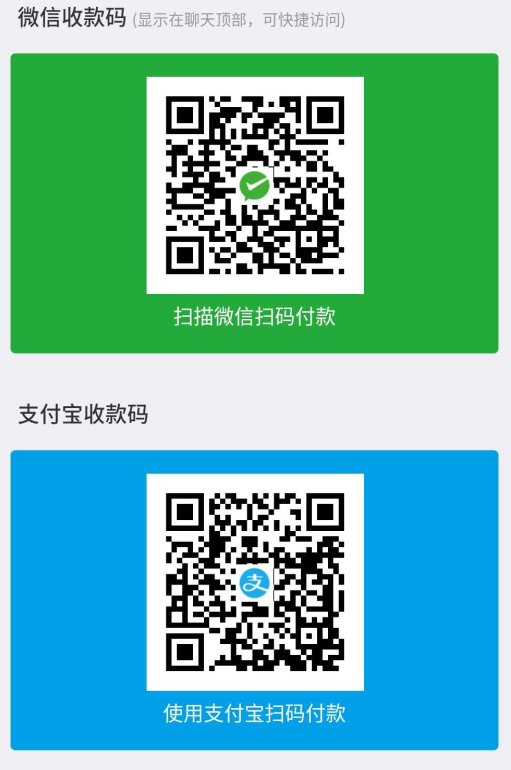 微信收款码 (显示在聊天顶部，可快捷访问)
扫描微信扫码付款
支付宝收款码
支
使用支付宝扫码付款